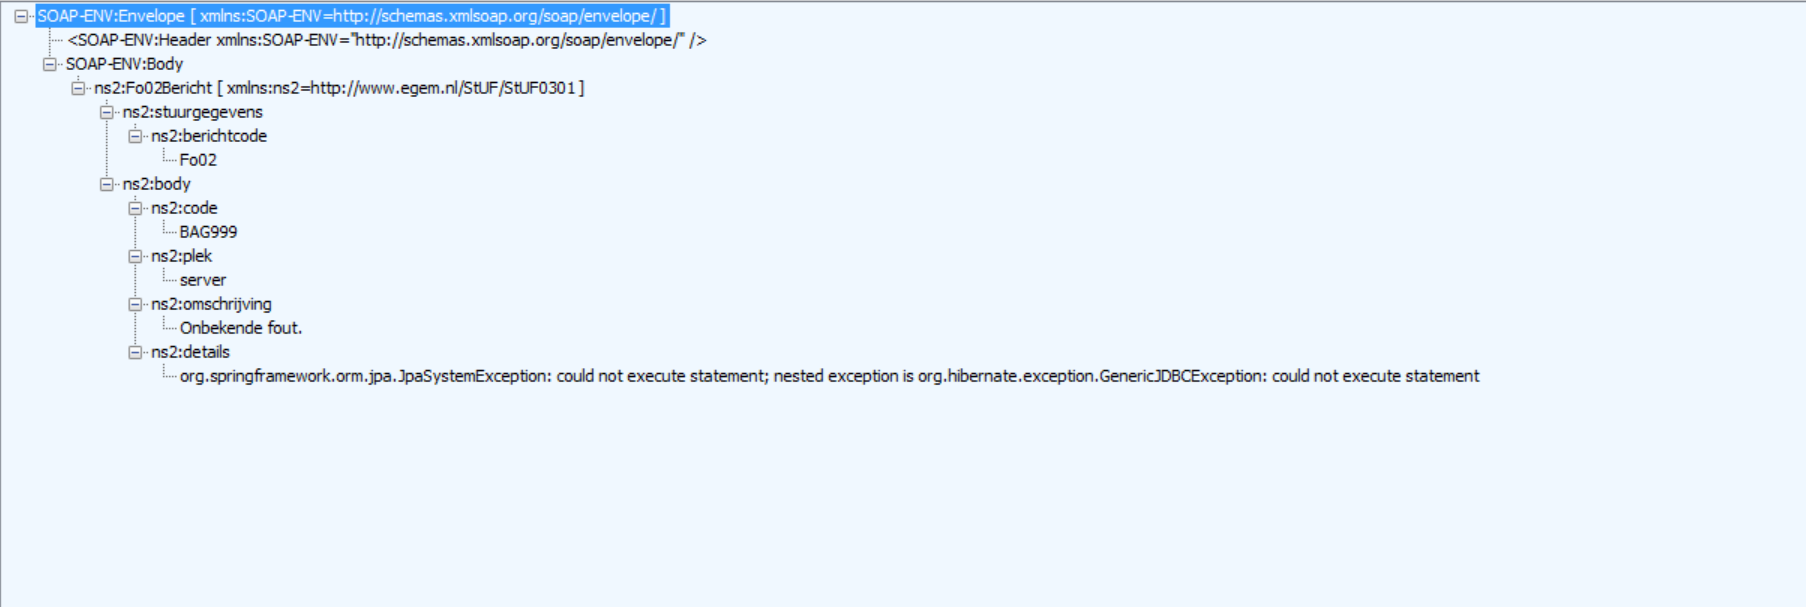 SOAP-ENV:Envelope [ xmlns:SOAP-ENV=http://schemas.xmlsoap.org/soap/envelope/ ]
<SOAP-ENV:Header xmlns:SOAP-ENV="http://schemas.xmlsoap.org/soap/envelope/" />
SOAP-ENV:Body
ns2:Fo02Bericht [ xmlns:ns2=http://www.egem.nl/StUF/StUF0301 ]
ns2:stuurgegevens
ns2:berichtcode
Fo02
ns2:body
ns2:code
BAG999
ns2:plek
server
ns2:omschrijving
Onbekende fout.
ns2:details
org.springframework.orm.jpa.JpaSystemException: could not execute statement; nested exception is org.hibernate.exception.GenericJDBCException: could not execute statement